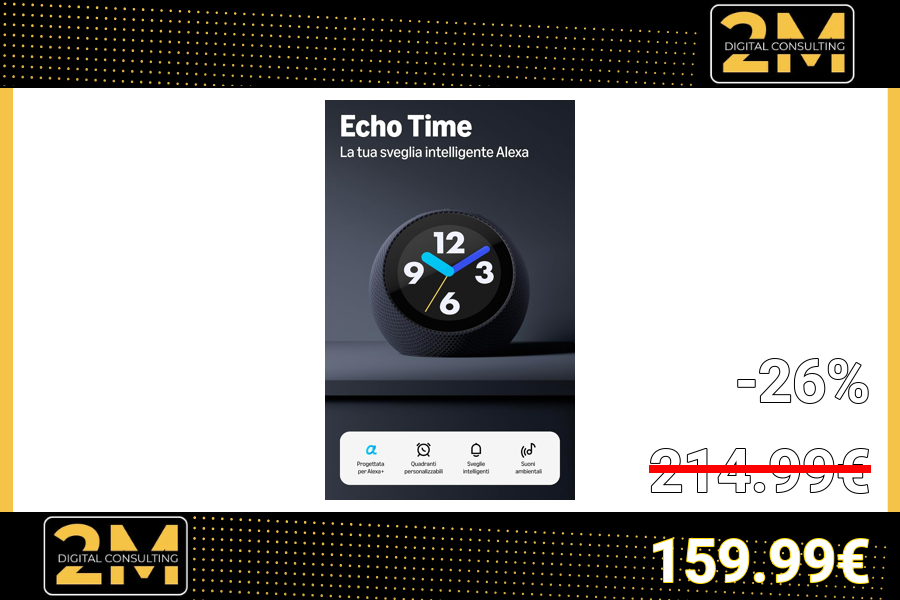 2M
DIGITAL CONSULTING
Echo Time
La tua sveglia intelligente Alexa
12
9 3
6
Progettata
per Alexa+
Quadranti
personalizzabili
Sveglie
intelligenti
Suoni
ambientali
-26%
214.99€
2M
DIGITAL CONSULTING
159.99€